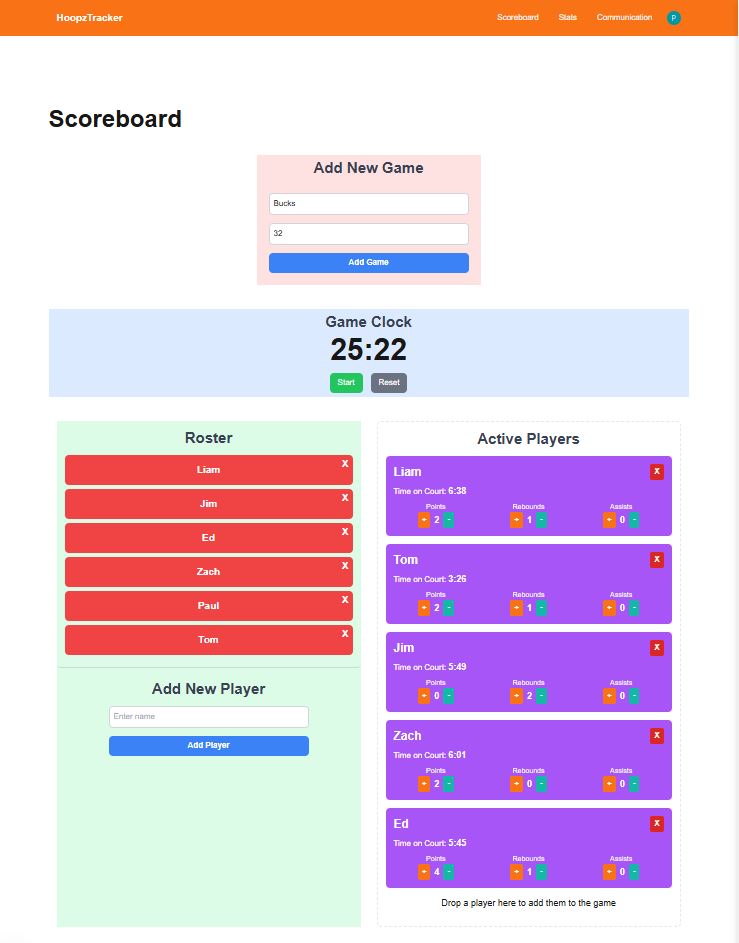 HoopzTracker Scoreboard Stats Communication P
Scoreboard
Add New Game
Bucks
32
Add Game
Game Clock
25:22
Start Reset
Roster
Liam X
Jim X
Ed X
Zach X
Paul X
Tom X
Add New Player
Enter name
Add Player
Active Players
Liam X
Time on Court: 6:38
Points Rebounds Assists
+ 2 - + 1 - + 0 -
Tom X
Time on Court: 3:26
Points Rebounds Assists
+ 2 - + 1 - + 0 -
Jim X
Time on Court: 5:49
Points Rebounds Assists
+ 0 - + 2 - + 0 -
Zach X
Time on Court: 6:01
Points Rebounds Assists
+ 2 - + 0 - + 0 -
Ed X
Time on Court: 5:45
Points Rebounds Assists
+ 4 - + 1 - + 0 -
Drop a player here to add them to the game